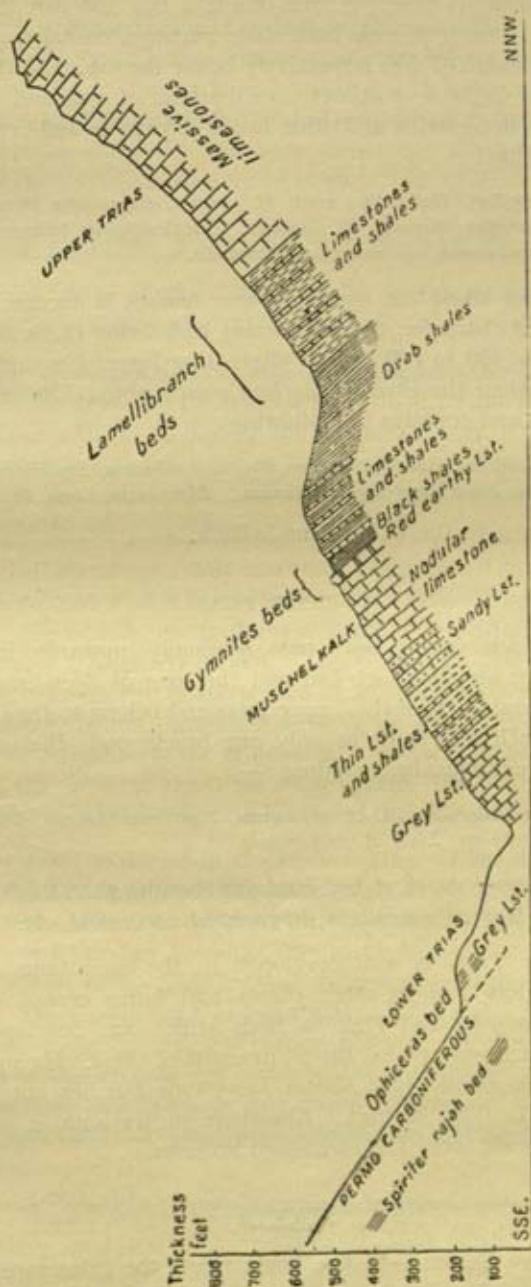 Thickness
feet
800
700
600
500
400
300
200
100
SSE.
NNW.
PERMO CARBONIFEROUS
Spirifer rajah bed
Ophiceras bed
LOWER TRIAS
Grey Lst.
Grey Lst.
Thin Lst.
and shales
MUSCHELKALK
Gymnites beds
Sandy Lst.
Nodular
limestone
Red earthy Lst.
Black shales
Limestones
and shales
Lamellibranch
beds
Drab shales
Limestones
and shales
UPPER TRIAS
Massive
limestones